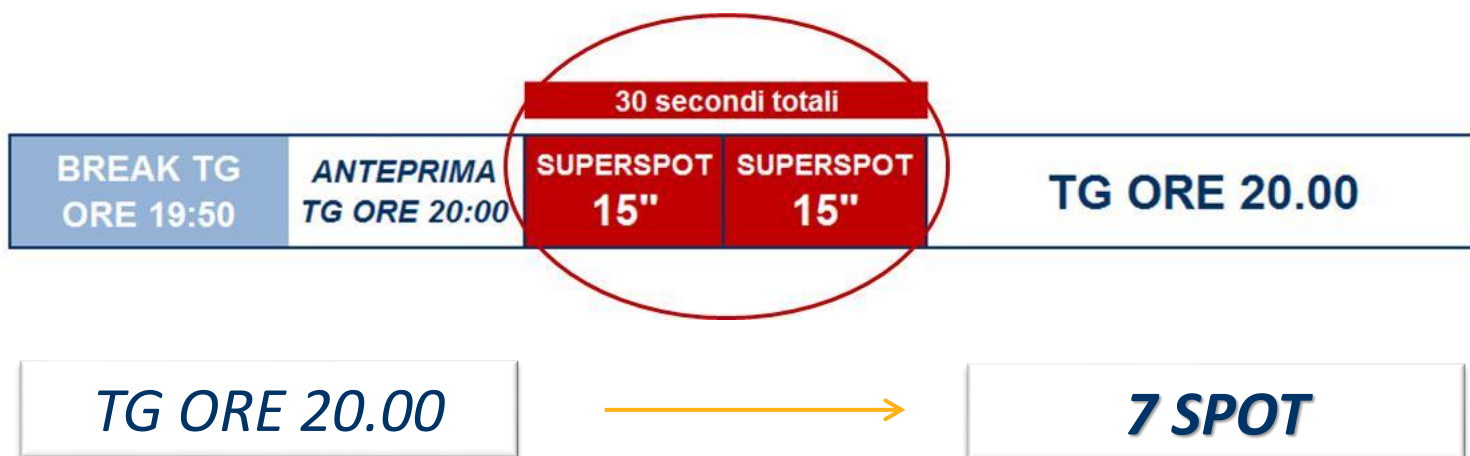 30 secondi totali
BREAK TG
ORE 19:50
ANTEPRIMA
TG ORE 20:00
SUPERSPOT
15"
SUPERSPOT
15"
TG ORE 20.00
TG ORE 20.00
7 SPOT